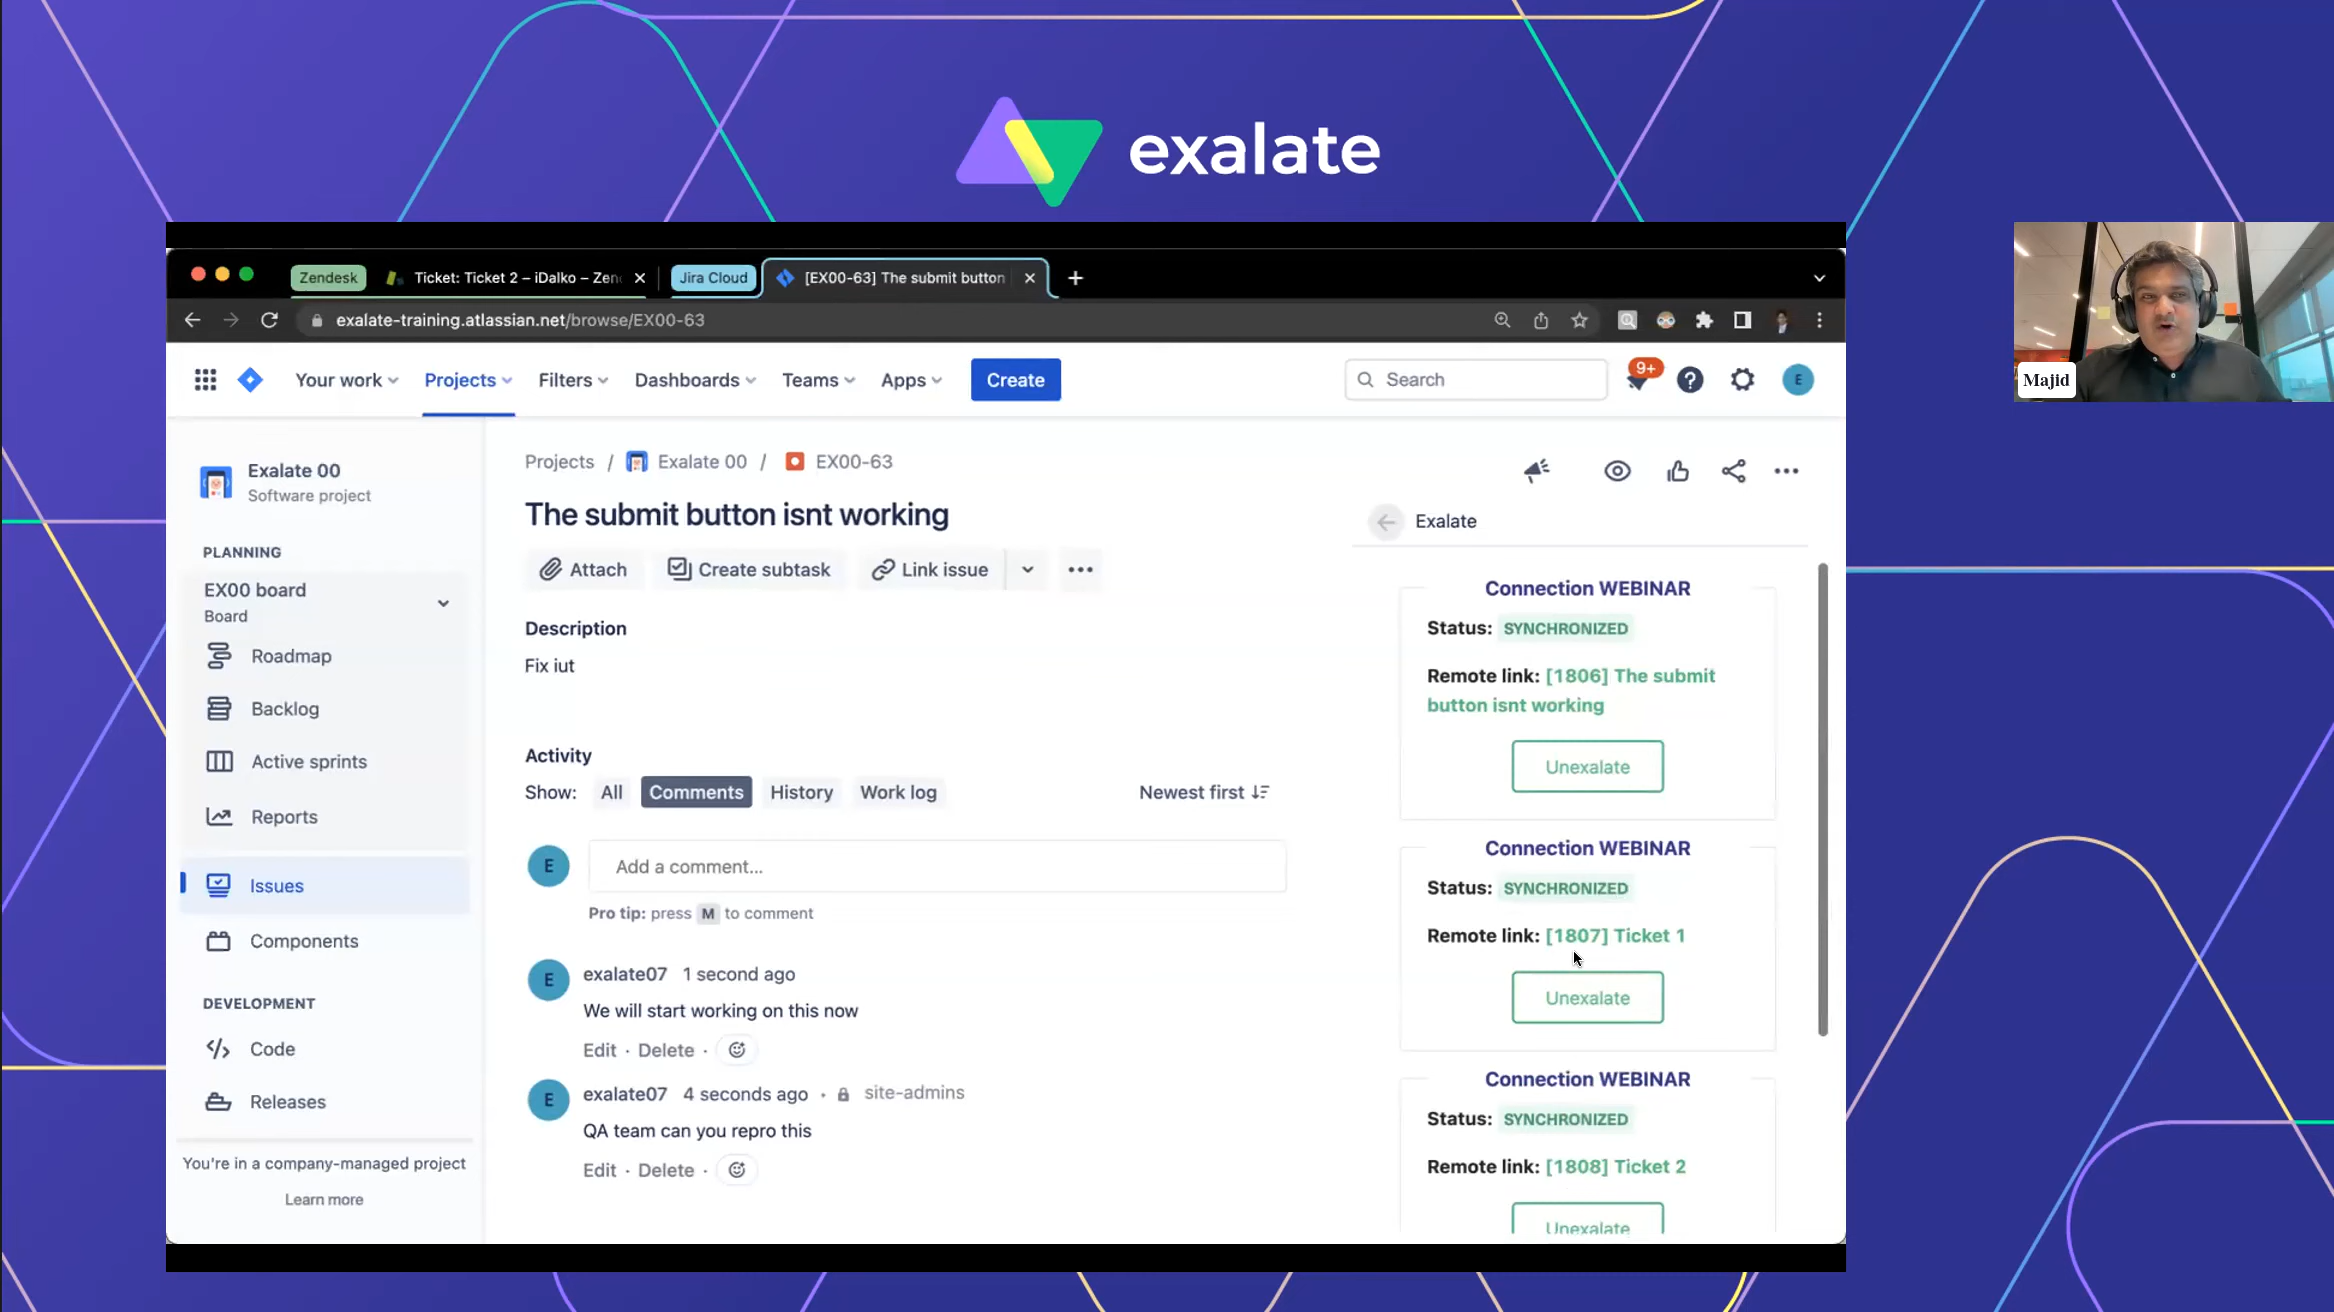 exalate
Zendesk
Ticket: Ticket 2 – iDalko – Zen
Jira Cloud
[EX00-63] The submit button
exalate-training.atlassian.net/browse/EX00-63
Majid
Your work
Projects
Filters
Dashboards
Teams
Apps
Create
Search
9+
E
Exalate 00
Software project
PLANNING
EX00 board
Board
Roadmap
Backlog
Active sprints
Reports
Issues
Components
DEVELOPMENT
Code
Releases
You're in a company-managed project
Learn more
Projects / Exalate 00 / EX00-63
The submit button isnt working
Attach
Create subtask
Link issue
Description
Fix iut
Activity
Show: All Comments History Work log
Newest first
E
Add a comment...
Pro tip: press M to comment
E
exalate07 1 second ago
We will start working on this now
Edit · Delete ·
E
exalate07 4 seconds ago · site-admins
QA team can you repro this
Edit · Delete ·
Exalate
Connection WEBINAR
Status: SYNCHRONIZED
Remote link: [1806] The submit
button isnt working
Unexalate
Connection WEBINAR
Status: SYNCHRONIZED
Remote link: [1807] Ticket 1
Unexalate
Connection WEBINAR
Status: SYNCHRONIZED
Remote link: [1808] Ticket 2
Unexalate